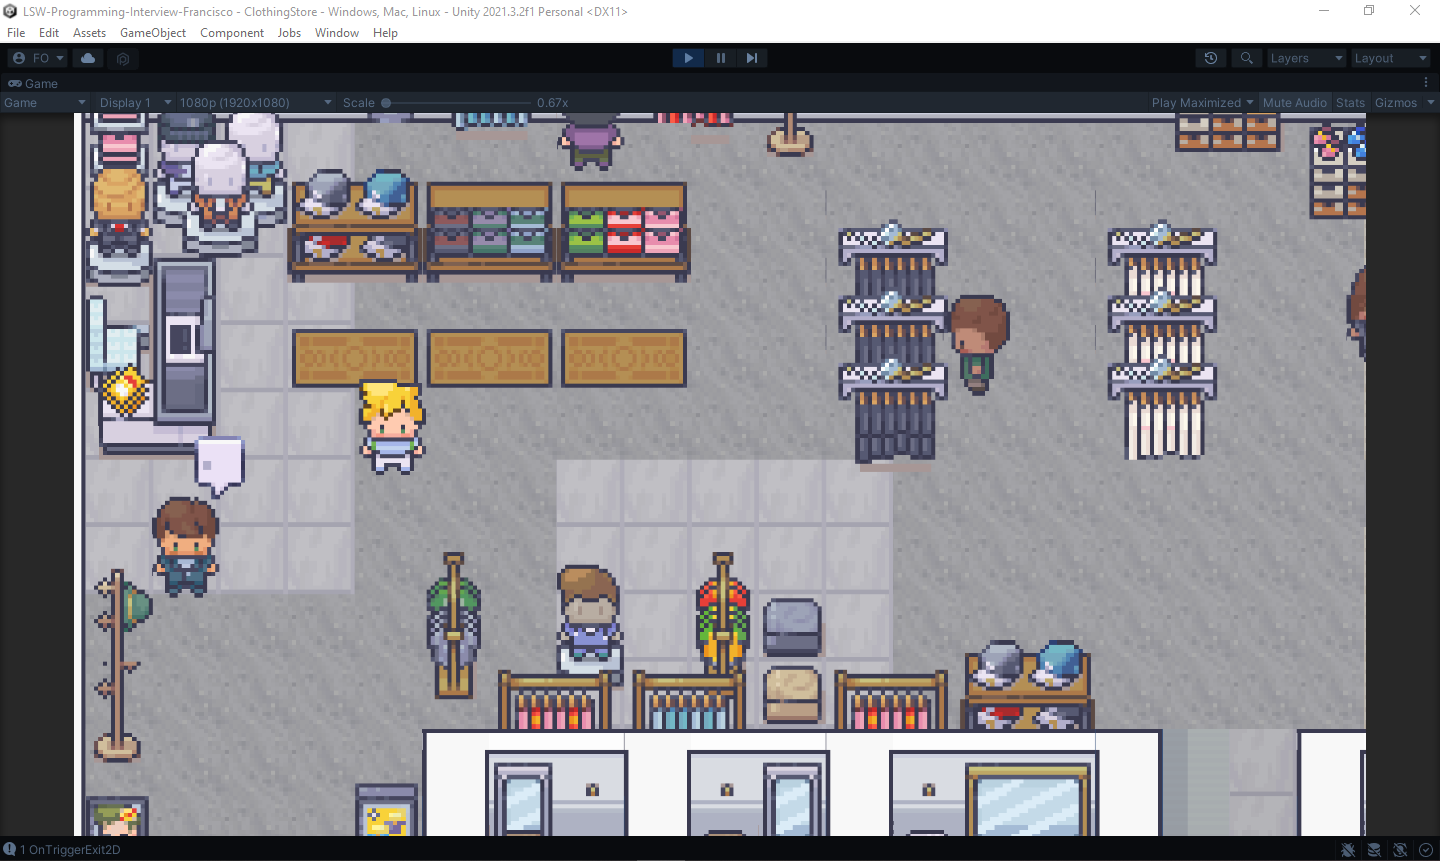 LSW-Programming-Interview-Francisco - ClothingStore - Windows, Mac, Linux - Unity 2021.3.2f1 Personal <DX11>
File Edit Assets GameObject Component Jobs Window Help
FO Layers Layout
Game
Game Display 1 1080p (1920x1080) Scale 0.67x Play Maximized Mute Audio Stats Gizmos
1 OnTriggerExit2D